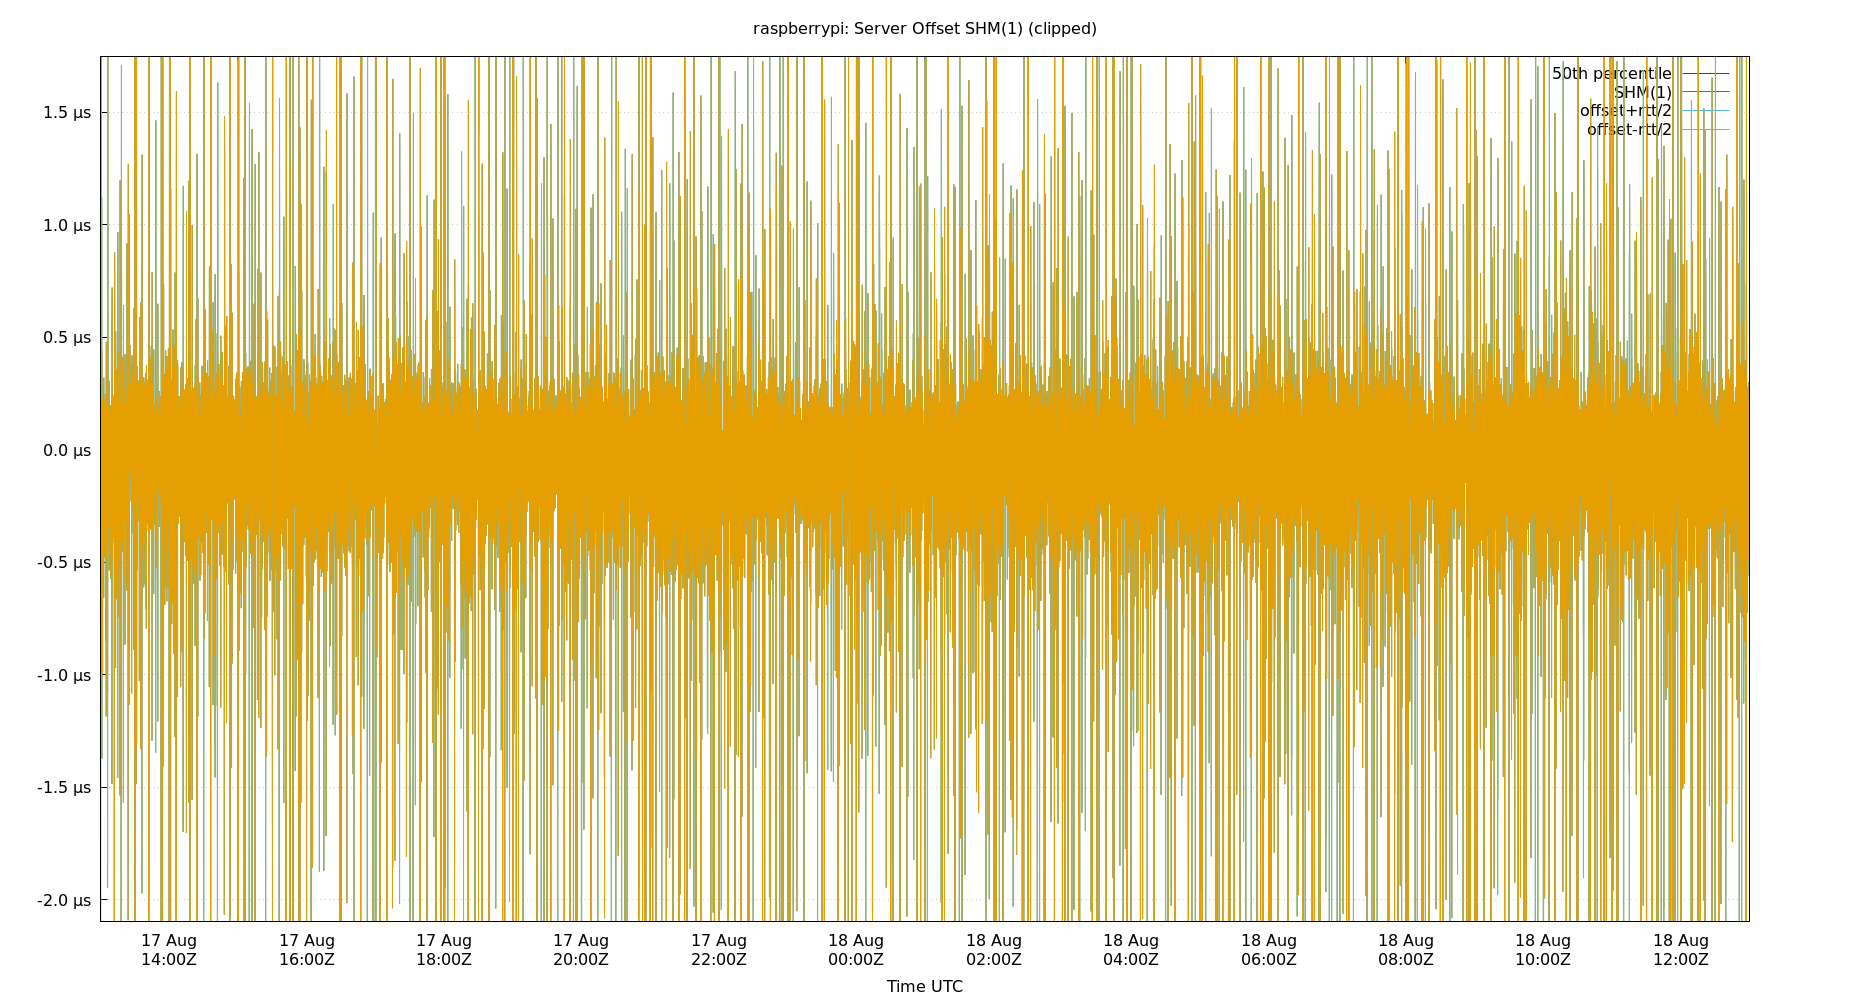 raspberrypi: Server Offset SHM(1) (clipped)
50th percentile
SHM(1)
offset+rtt/2
offset-rtt/2
1.5 µs
1.0 µs
0.5 µs
0.0 µs
-0.5 µs
-1.0 µs
-1.5 µs
-2.0 µs
17 Aug 17 Aug 17 Aug 17 Aug 17 Aug 18 Aug 18 Aug 18 Aug 18 Aug 18 Aug 18 Aug 18 Aug
14:00Z 16:00Z 18:00Z 20:00Z 22:00Z 00:00Z 02:00Z 04:00Z 06:00Z 08:00Z 10:00Z 12:00Z
Time UTC